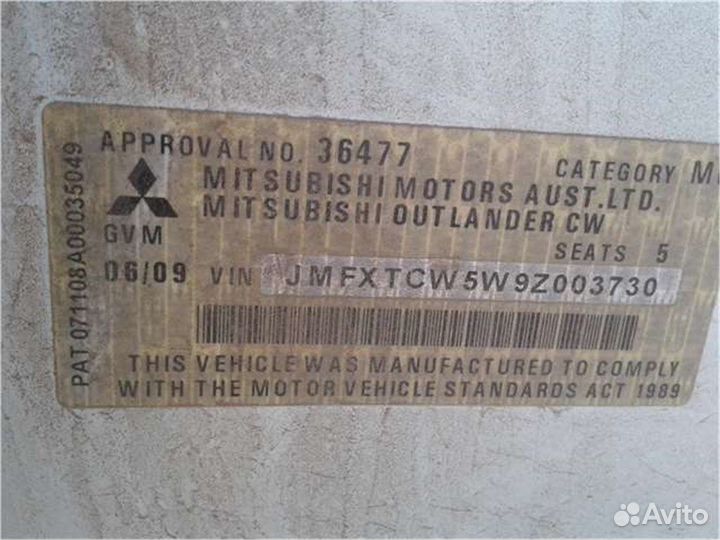 PAT 071108A00035049
APPROVAL NO. 36477
CATEGORY
MITSUBISHI MOTORS AUST.LTD.
MITSUBISHI OUTLANDER CW
GVM
SEATS 5
06/09 VIN JMFXTCW5W9Z003730
THIS VEHICLE WAS MANUFACTURED TO COMPLY
WITH THE MOTOR VEHICLE STANDARDS ACT 1989
Avito